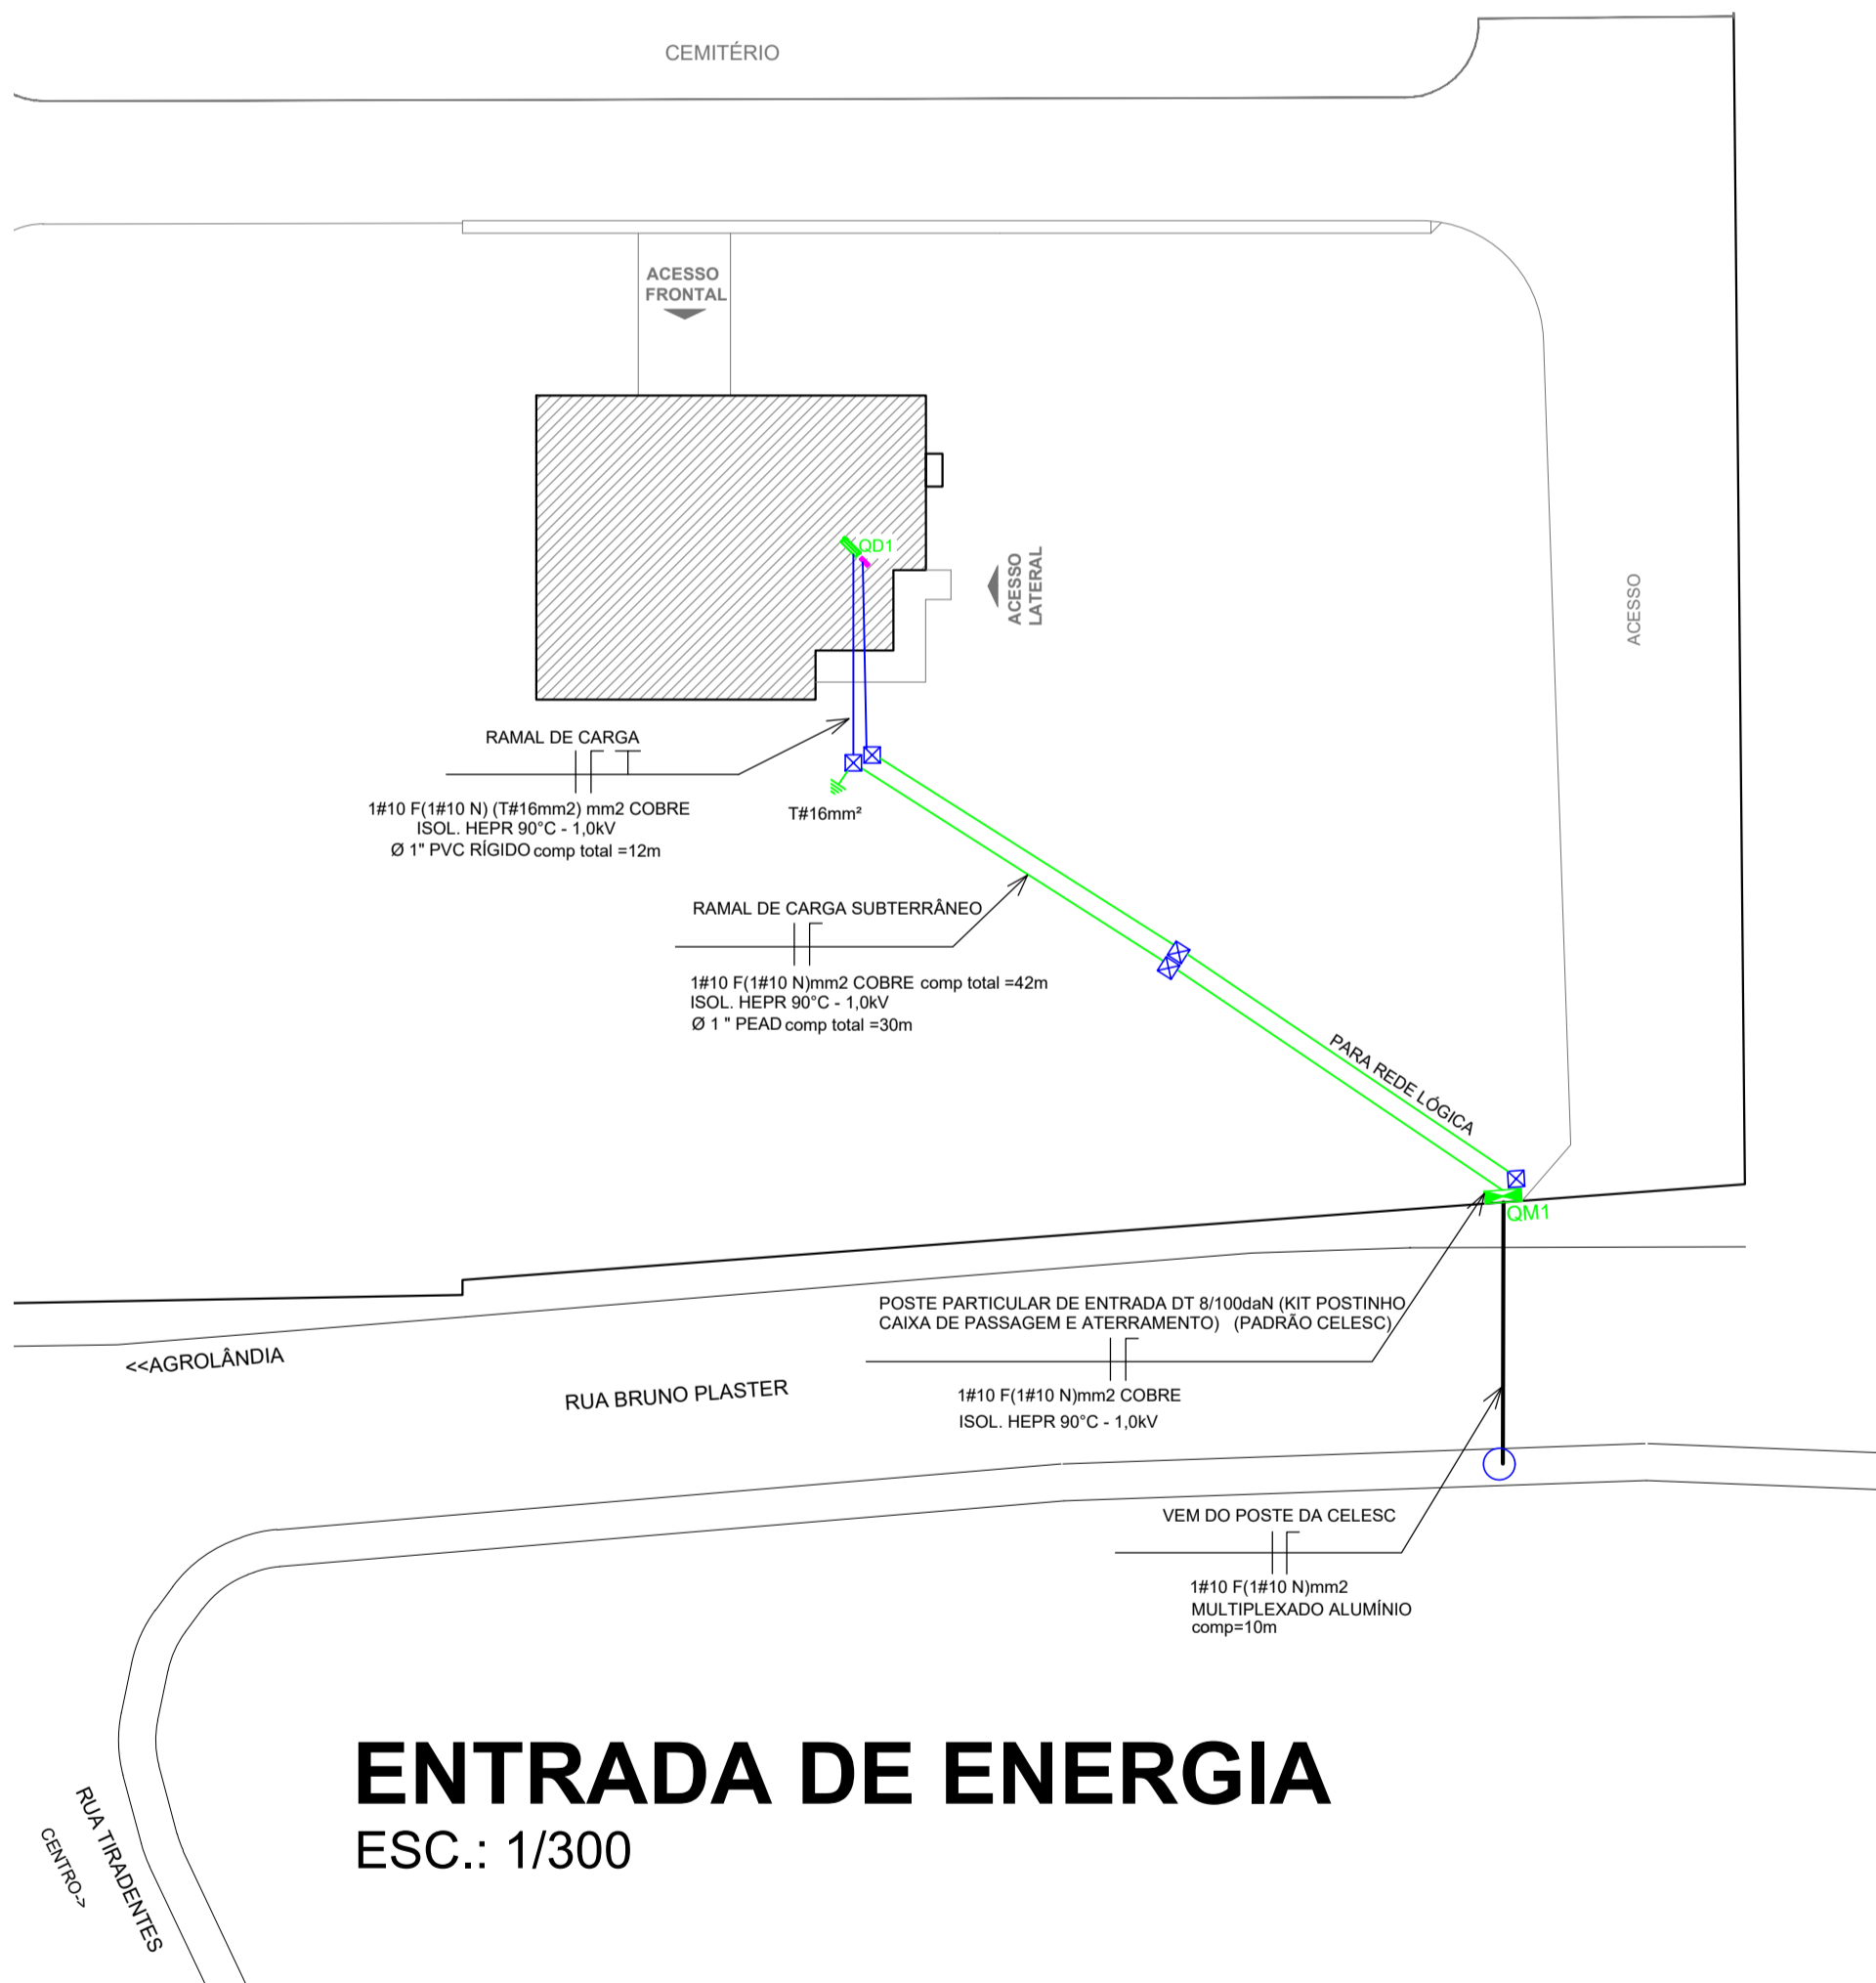 CEMITÉRIO
ACESSO
FRONTAL
QD1
ACESSO
LATERAL
ACESSO
RAMAL DE CARGA
1#10 F(1#10 N) (T#16mm2) mm2 COBRE
ISOL. HEPR 90°C - 1,0kV
Ø 1" PVC RÍGIDO comp total =12m
T#16mm²
RAMAL DE CARGA SUBTERRÂNEO
1#10 F(1#10 N)mm2 COBRE comp total =42m
ISOL. HEPR 90°C - 1,0kV
Ø 1 " PEAD comp total =30m
PARA REDE LÓGICA
QM1
POSTE PARTICULAR DE ENTRADA DT 8/100daN (KIT POSTINHO
CAIXA DE PASSAGEM E ATERRAMENTO) (PADRÃO CELESC)
1#10 F(1#10 N)mm2 COBRE
ISOL. HEPR 90°C - 1,0kV
<<AGROLÂNDIA
RUA BRUNO PLASTER
VEM DO POSTE DA CELESC
1#10 F(1#10 N)mm2
MULTIPLEXADO ALUMÍNIO
comp=10m
ENTRADA DE ENERGIA
ESC.: 1/300
RUA TIRADENTES
CENTRO->